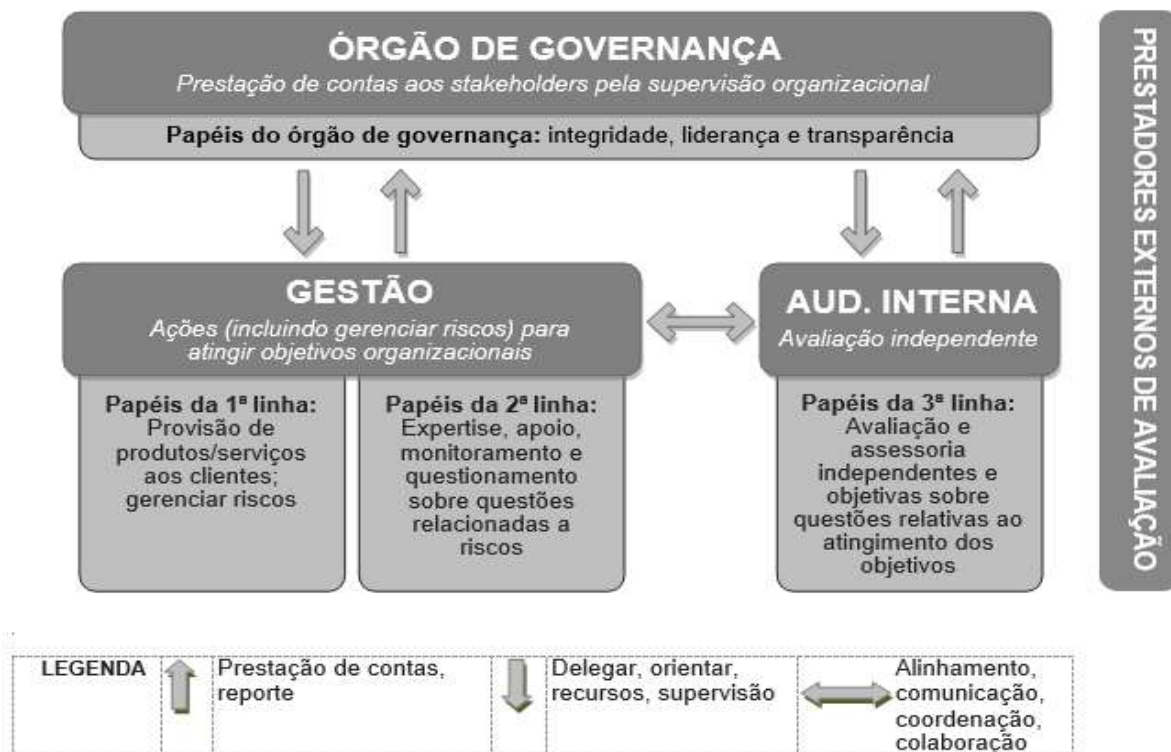 ÓRGÃO DE GOVERNANÇA
Prestação de contas aos stakeholders pela supervisão organizacional
Papéis do órgão de governança: integridade, liderança e transparência
GESTÃO
Ações (incluindo gerenciar riscos) para
atingir objetivos organizacionais
Papéis da 1ª linha:
Provisão de
produtos/serviços
aos clientes;
gerenciar riscos
Papéis da 2ª linha:
Expertise, apoio,
monitoramento e
questionamento
sobre questões
relacionadas a
riscos
AUD. INTERNA
Avaliação independente
Papéis da 3ª linha:
Avaliação e
assessoria
independentes e
objetivas sobre
questões relativas ao
atingimento dos
objetivos
PRESTADORES EXTERNOS DE AVALIAÇÃO
LEGENDA
Prestação de contas,
reporte
Delegar, orientar,
recursos, supervisão
Alinhamento,
comunicação,
coordenação,
colaboração